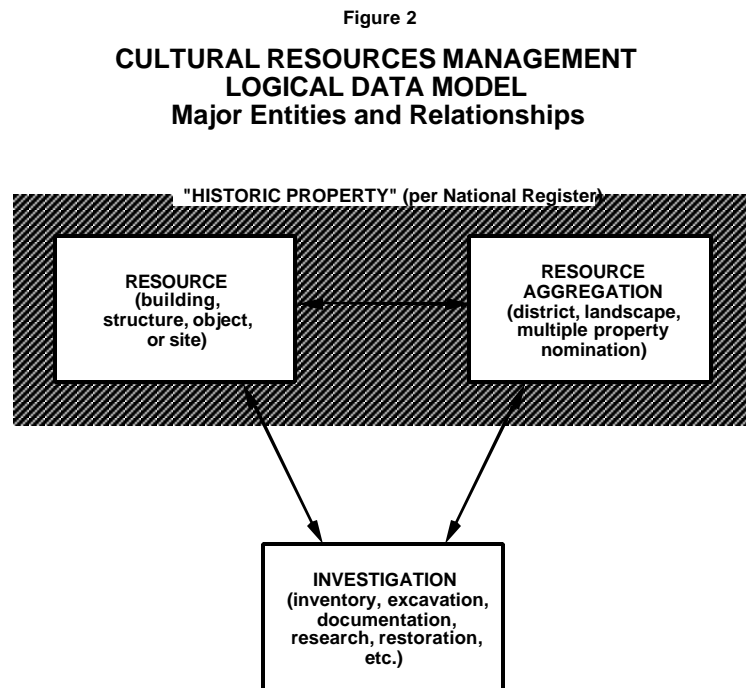 Figure 2
CULTURAL RESOURCES MANAGEMENT
LOGICAL DATA MODEL
Major Entities and Relationships
"HISTORIC PROPERTY" (per National Register)
RESOURCE
(building,
structure, object,
or site)
RESOURCE
AGGREGATION
(district, landscape,
multiple property
nomination)
INVESTIGATION
(inventory, excavation,
documentation,
research, restoration,
etc.)